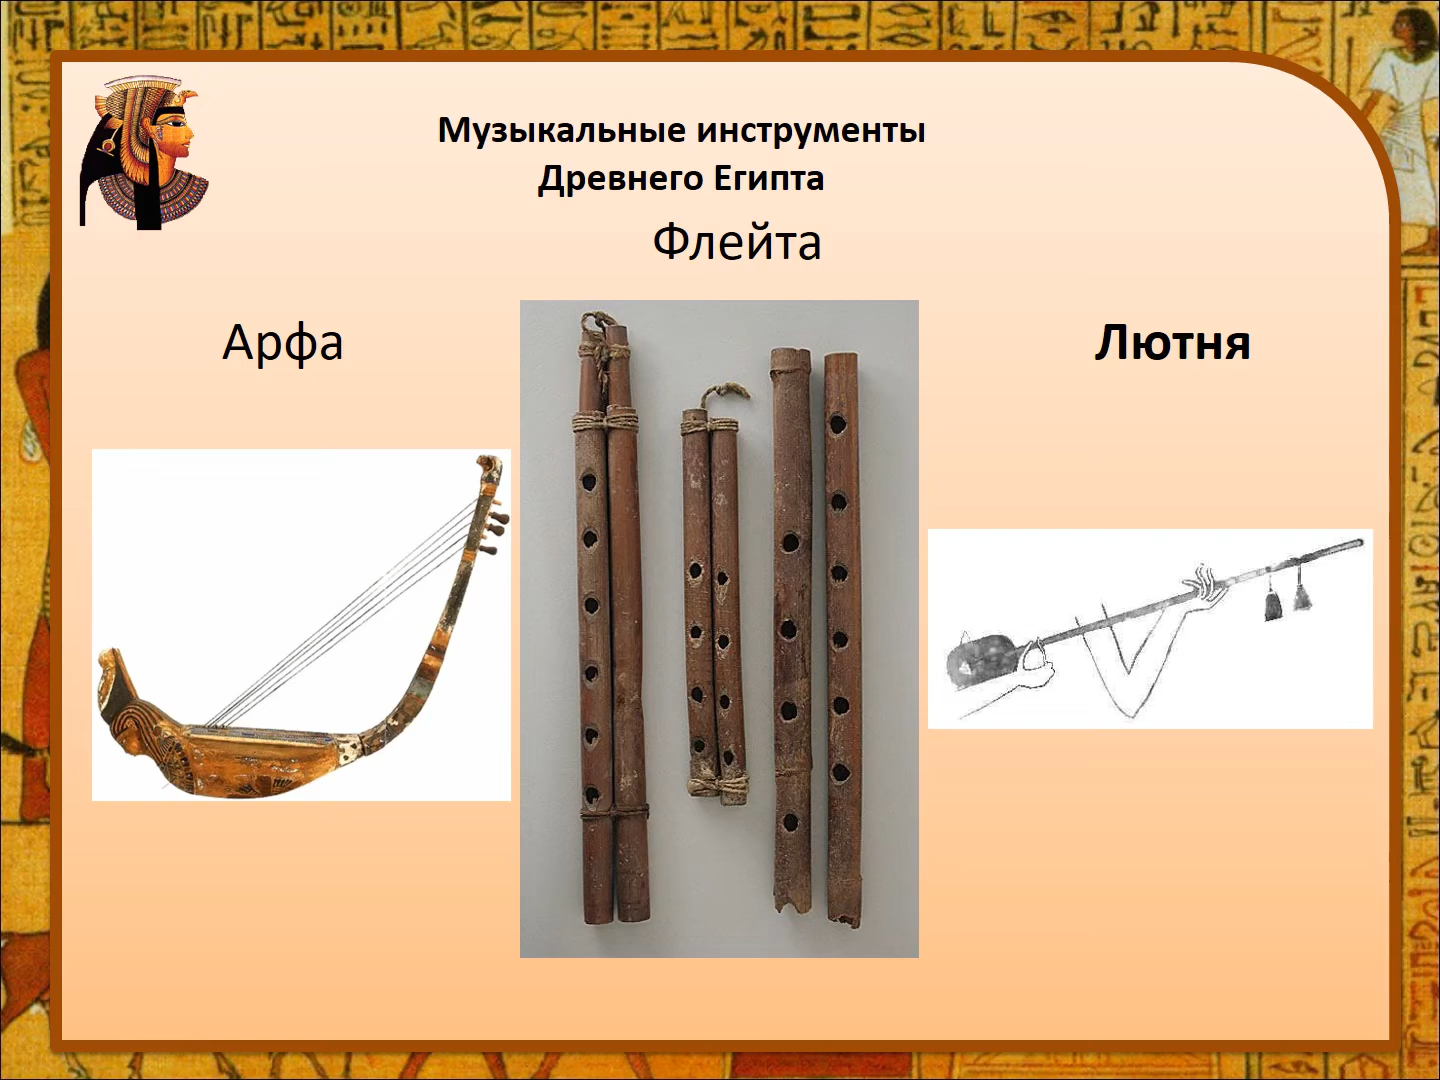 Музыкальные инструменты
Древнего Египта
Флейта
Арфа
Лютня